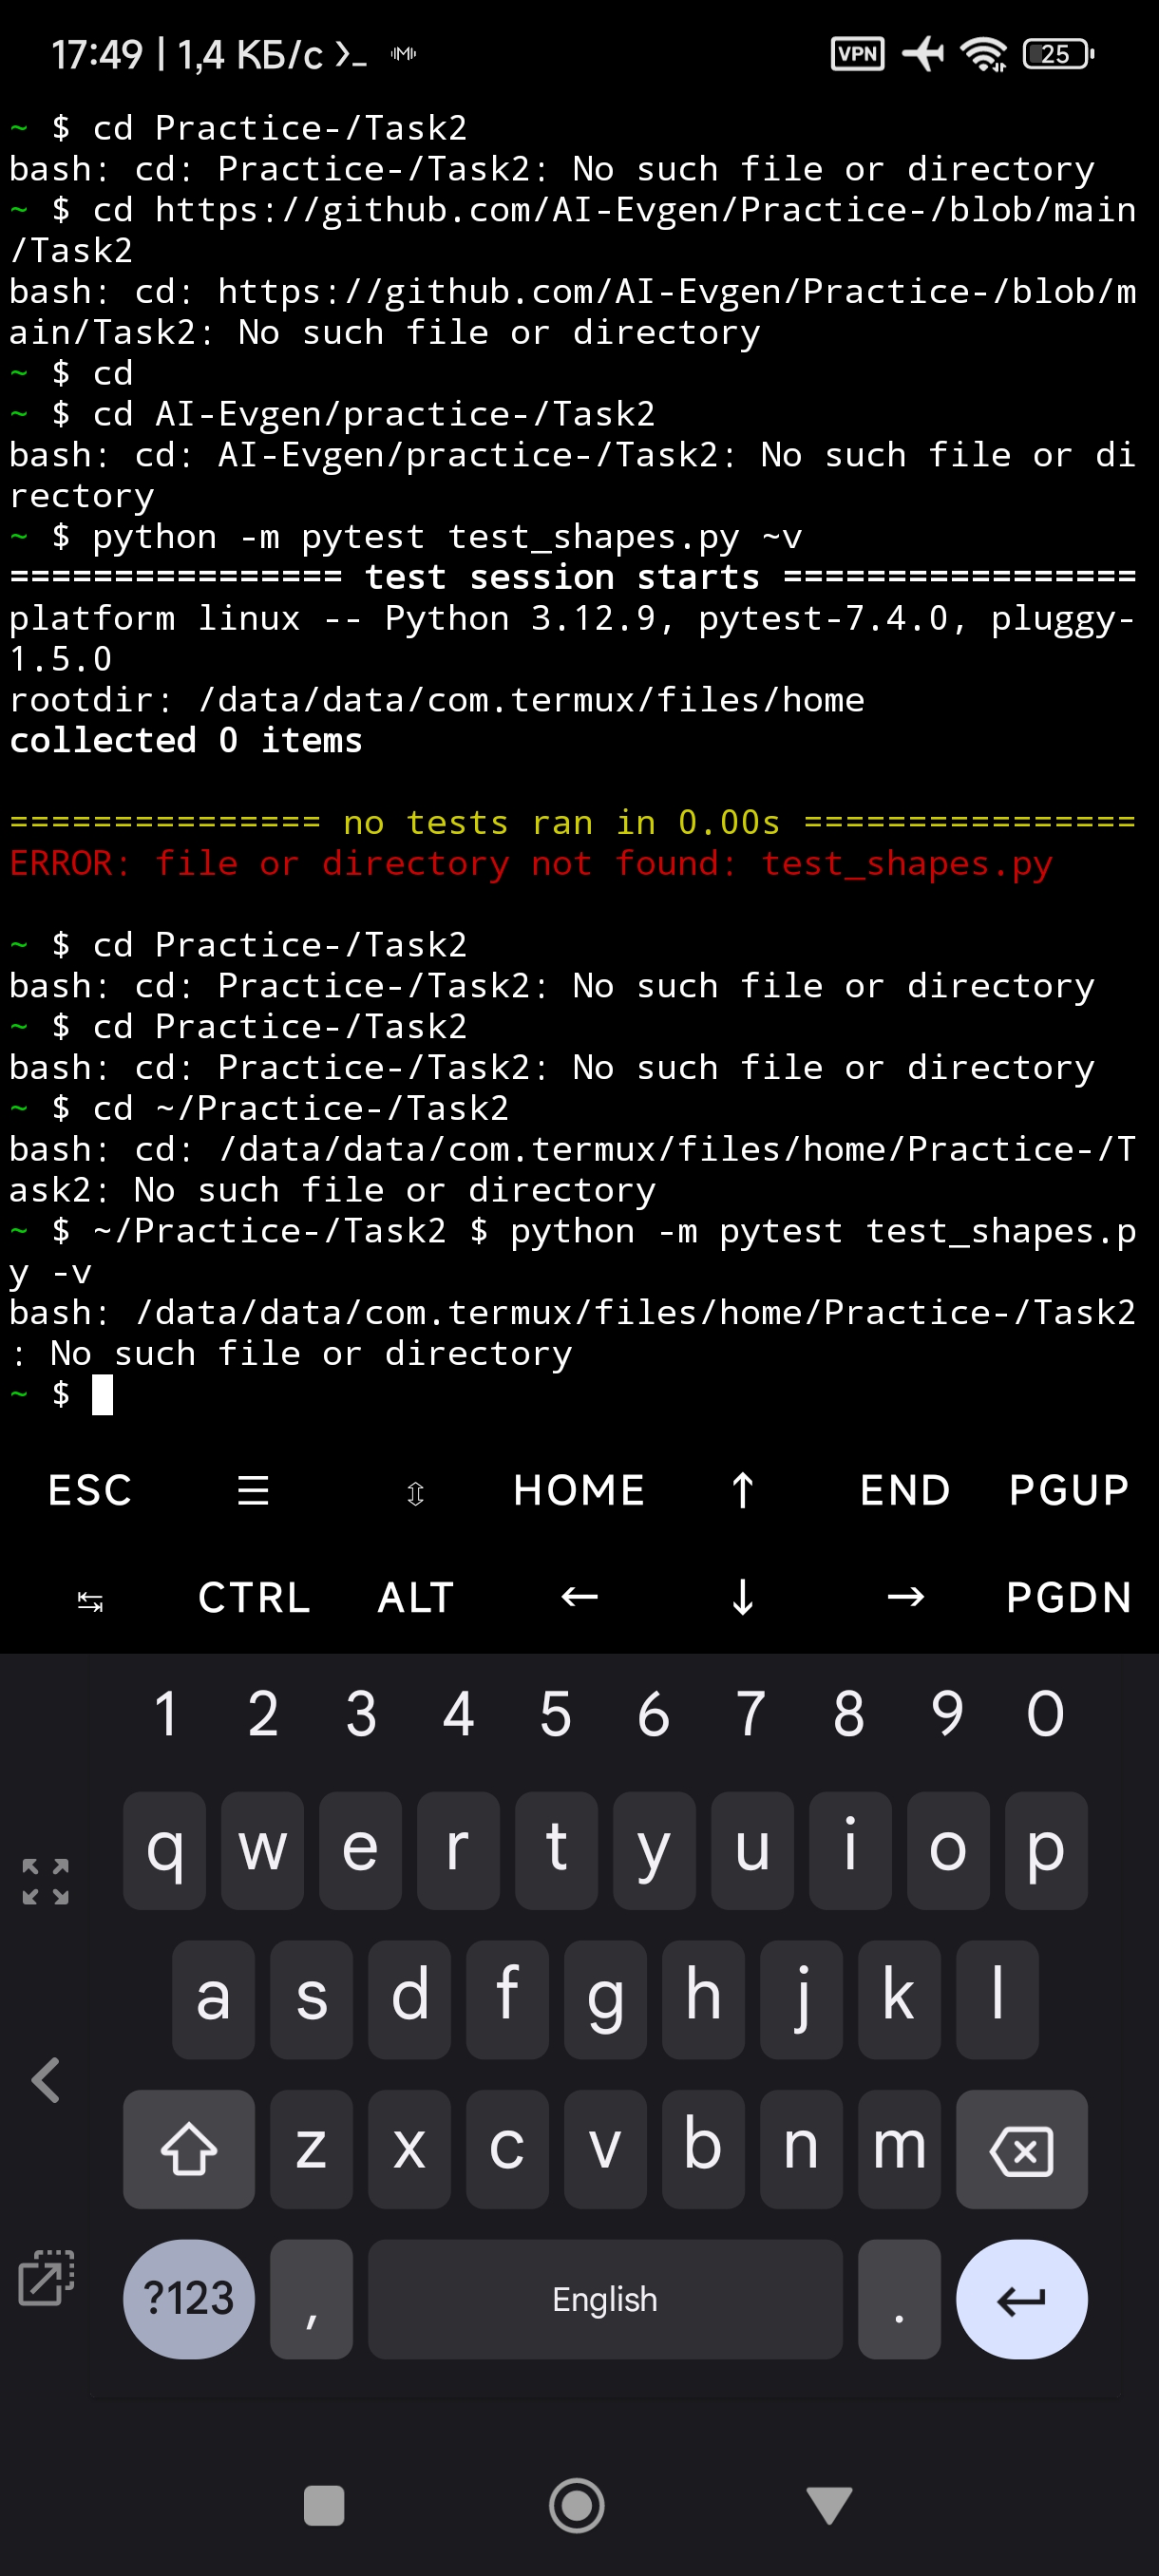 17:49 | 1,4 КБ/с VPN 25
~ $ cd Practice-/Task2
bash: cd: Practice-/Task2: No such file or directory
~ $ cd https://github.com/AI-Evgen/Practice-/blob/main
/Task2
bash: cd: https://github.com/AI-Evgen/Practice-/blob/m
ain/Task2: No such file or directory
~ $ cd
~ $ cd AI-Evgen/practice-/Task2
bash: cd: AI-Evgen/practice-/Task2: No such file or di
rectory
~ $ python -m pytest test_shapes.py ~v
================ test session starts =================
platform linux -- Python 3.12.9, pytest-7.4.0, pluggy-
1.5.0
rootdir: /data/data/com.termux/files/home
collected 0 items
=============== no tests ran in 0.00s ================
ERROR: file or directory not found: test_shapes.py
~ $ cd Practice-/Task2
bash: cd: Practice-/Task2: No such file or directory
~ $ cd Practice-/Task2
bash: cd: Practice-/Task2: No such file or directory
~ $ cd ~/Practice-/Task2
bash: cd: /data/data/com.termux/files/home/Practice-/T
ask2: No such file or directory
~ $ ~/Practice-/Task2 $ python -m pytest test_shapes.p
y -v
bash: /data/data/com.termux/files/home/Practice-/Task2
: No such file or directory
~ $
ESC ☰ ⇳ HOME ↑ END PGUP
↹ CTRL ALT ← ↓ → PGDN
1 2 3 4 5 6 7 8 9 0
q w e r t y u i o p
a s d f g h j k l
z x c v b n m
?123 , English .